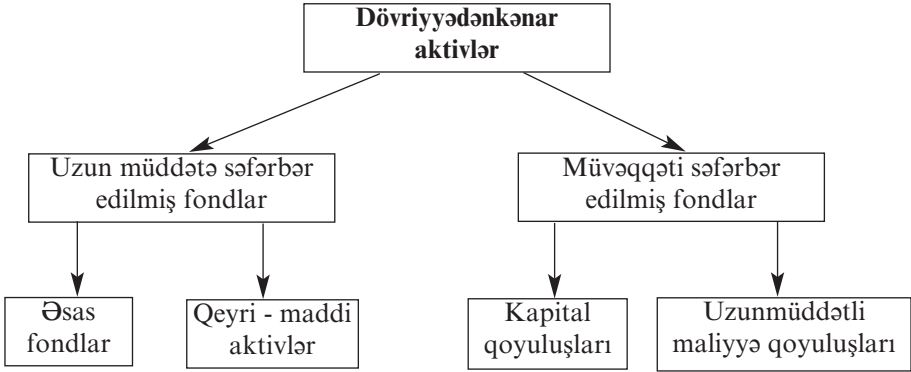 Dövriyyədənkənar
aktivlər
Uzun müddətə səfərbər
edilmiş fondlar
Müvəqqəti səfərbər
edilmiş fondlar
Əsas
fondlar
Qeyri - maddi
aktivlər
Kapital
qoyuluşları
Uzunmüddətli
maliyyə qoyuluşları